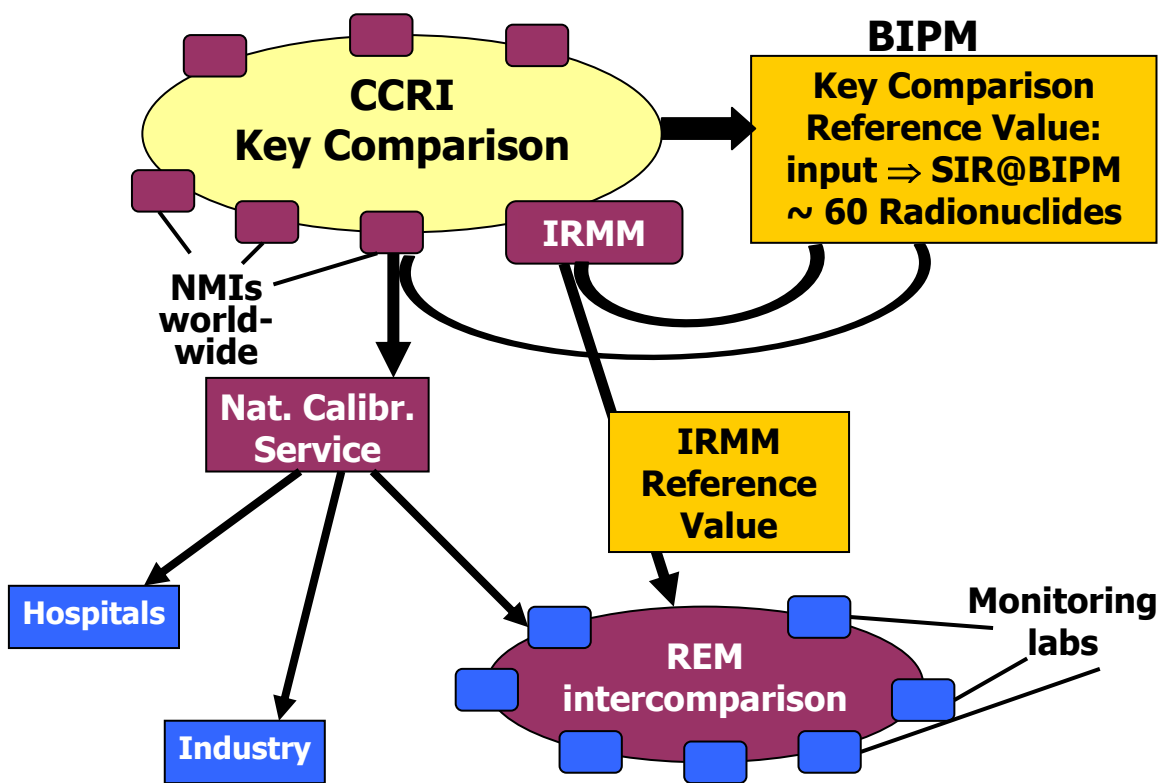 BIPM
CCRI
Key Comparison
Key Comparison
Reference Value:
input ⇒ SIR@BIPM
~ 60 Radionuclides
IRMM
NMIs
world-
wide
Nat. Calibr.
Service
IRMM
Reference
Value
Hospitals
Monitoring
labs
REM
intercomparison
Industry